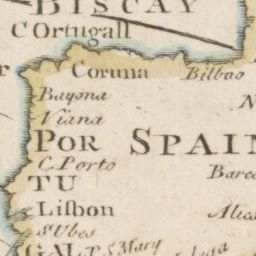 BISCAY
C Ortugall
Coruna
Bilbao
Bayona
Viana
POR
SPAIN
C. Porto
TU
Barc
Lisbon
S.t Ubes
Alic
GAL
C. S. Mary